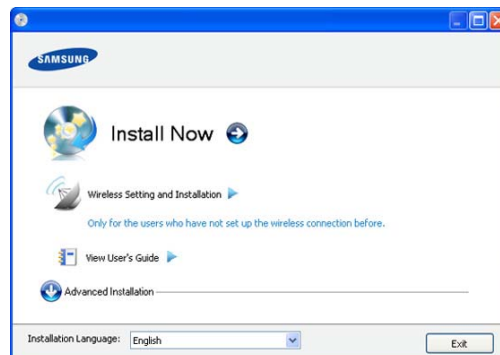 SAMSUNG
Install Now
Wireless Setting and Installation
Only for the users who have not set up the wireless connection before.
View User's Guide
Advanced Installation
Installation Language: English
Exit